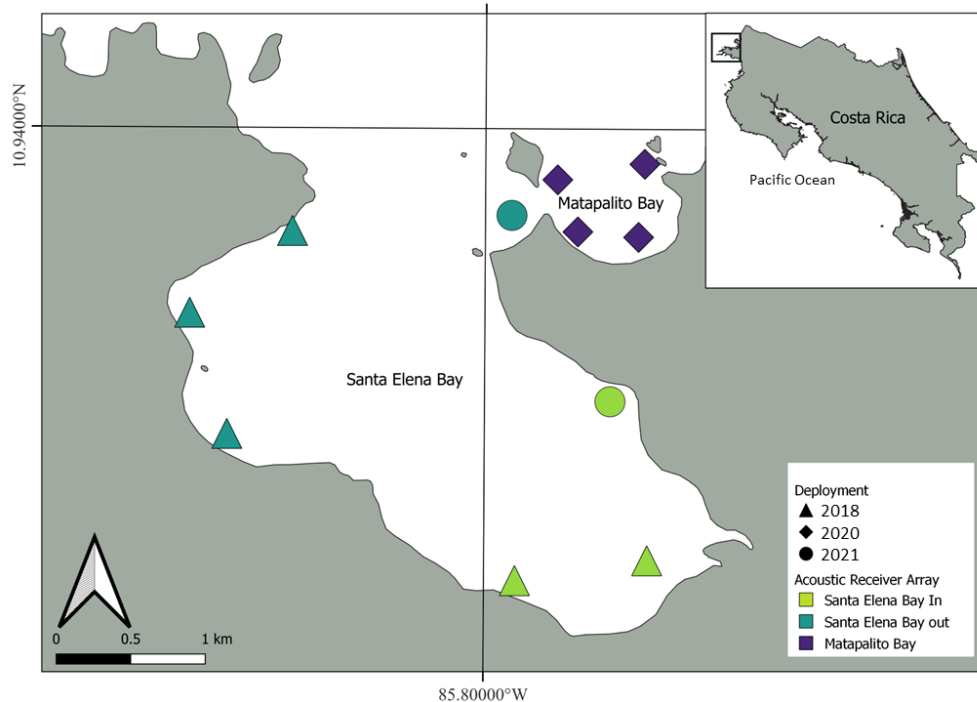 Costa Rica
Pacific Ocean
10.94000°N
Matapalito Bay
Santa Elena Bay
Deployment
2018
2020
2021
Acoustic Receiver Array
Santa Elena Bay In
Santa Elena Bay out
Matapalito Bay
0 0.5 1 km
85.80000°W